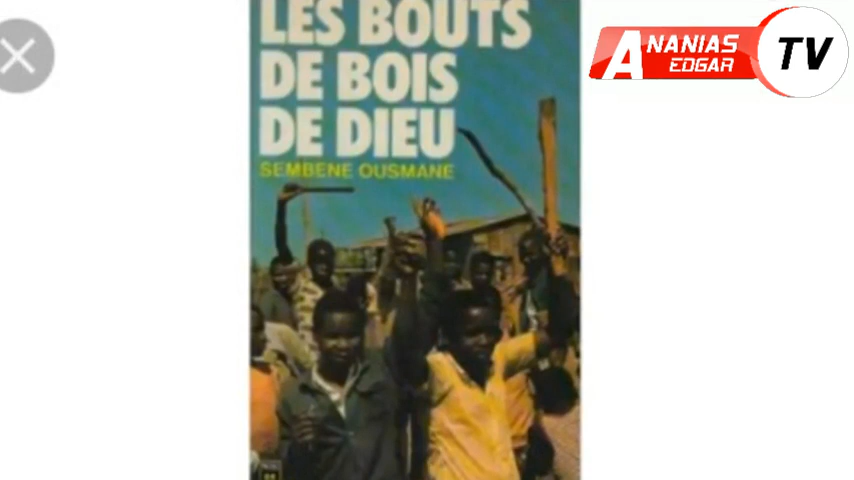 LES BOUTS
DE BOIS
DE DIEU
SEMBENE OUSMANE
ANANIAS
EDGAR
TV